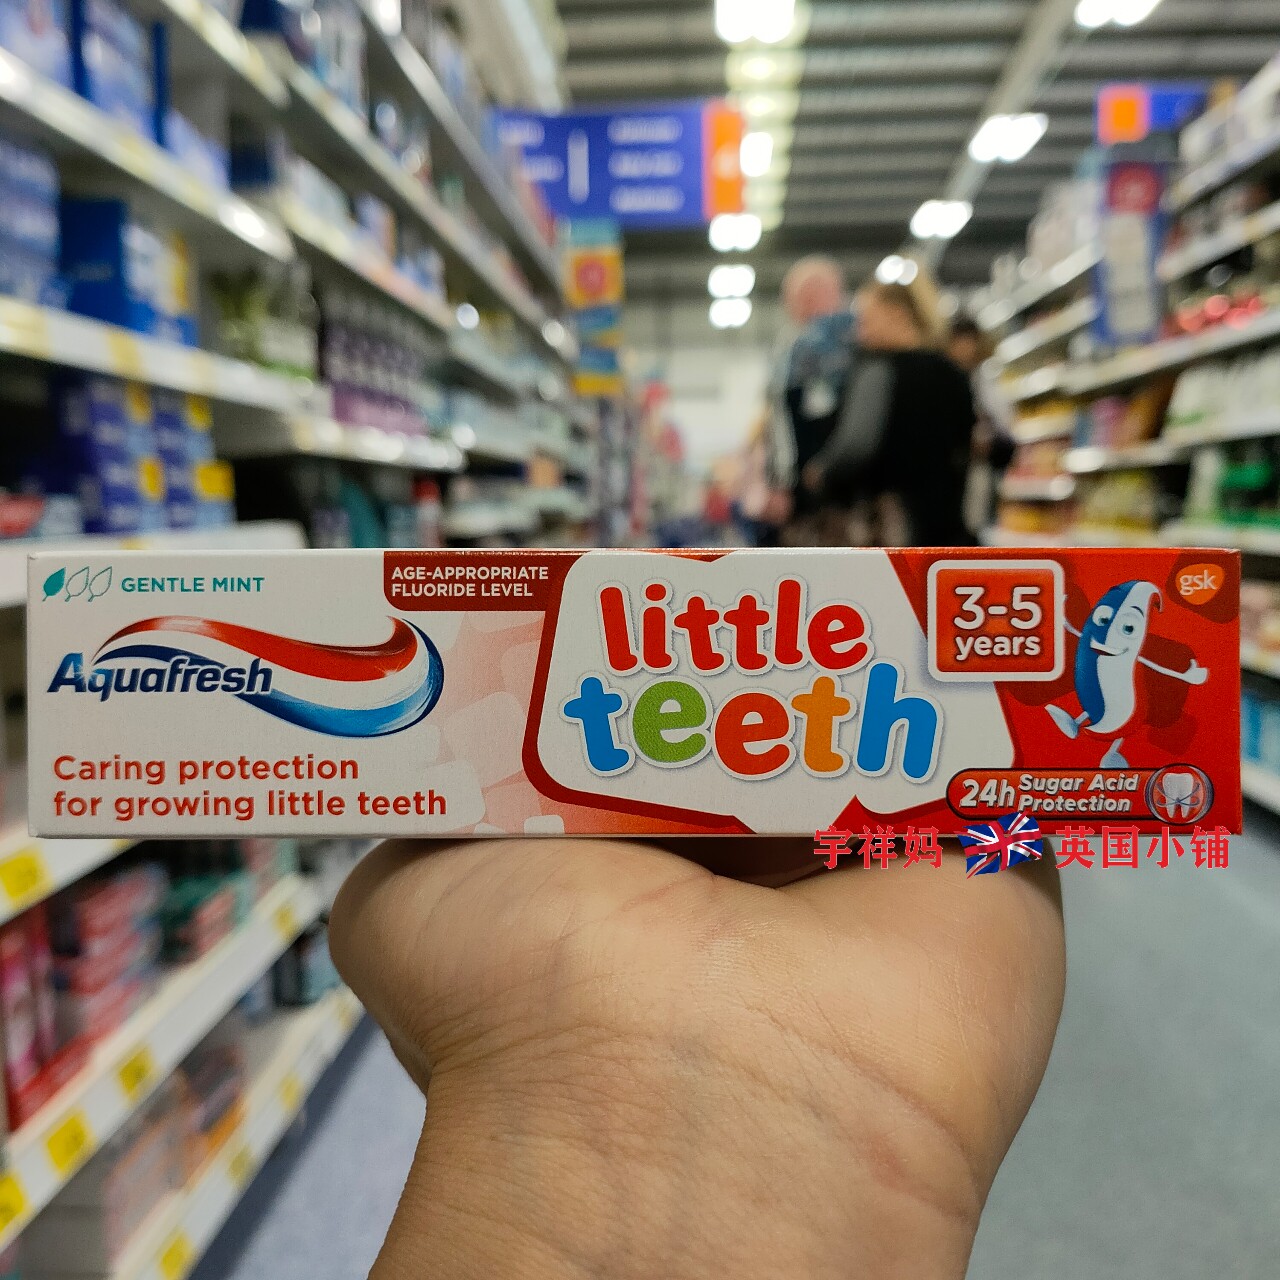 GENTLE MINT
Aquafresh
Caring protection
for growing little teeth
AGE-APPROPRIATE
FLUORIDE LEVEL
little
teeth
3-5
years
gsk
24h Sugar Acid
Protection
宇祥妈 英国小铺